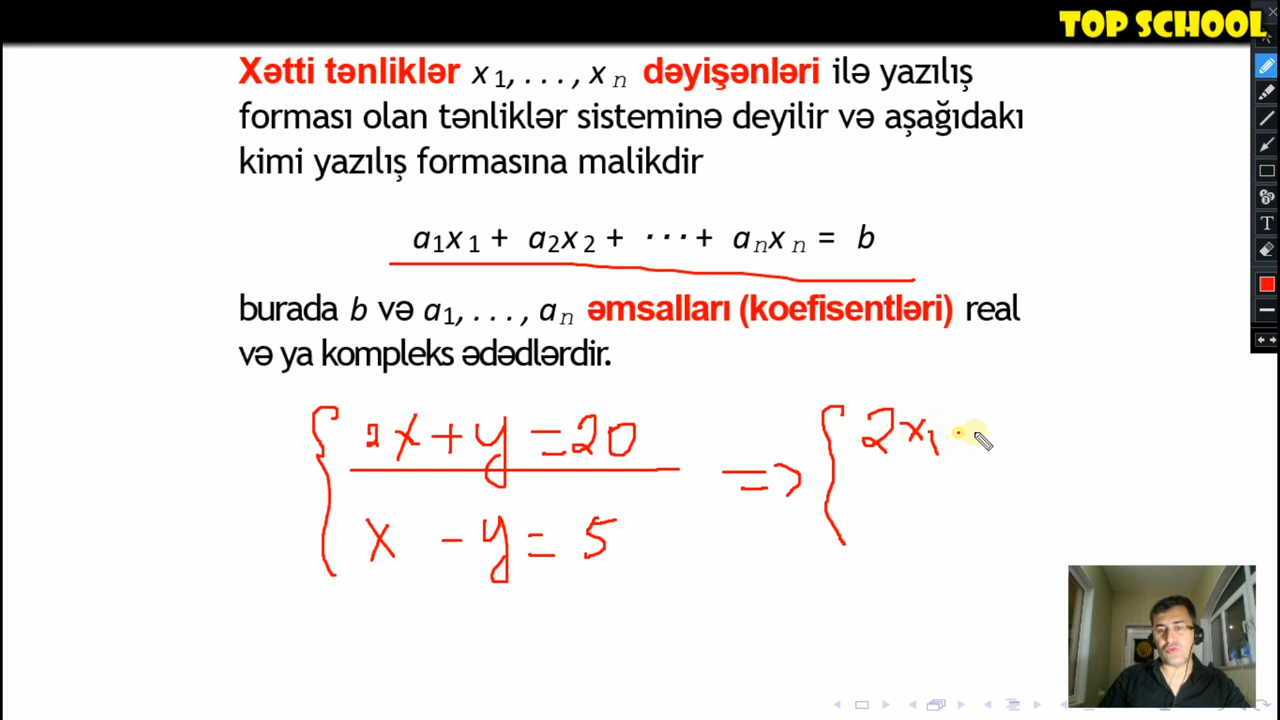 TOP SCHOOL
Xətti tənliklər x₁, . . . , xₙ dəyişənləri ilə yazılış
forması olan tənliklər sisteminə deyilir və aşağıdakı
kimi yazılış formasına malikdir
a₁x₁ + a₂x₂ + ··· + aₙxₙ = b
burada b və a₁, . . . , aₙ əmsalları (koefisentləri) real
və ya kompleks ədədlərdir.
2x + y = 20
x - y = 5
=> { 2x₁